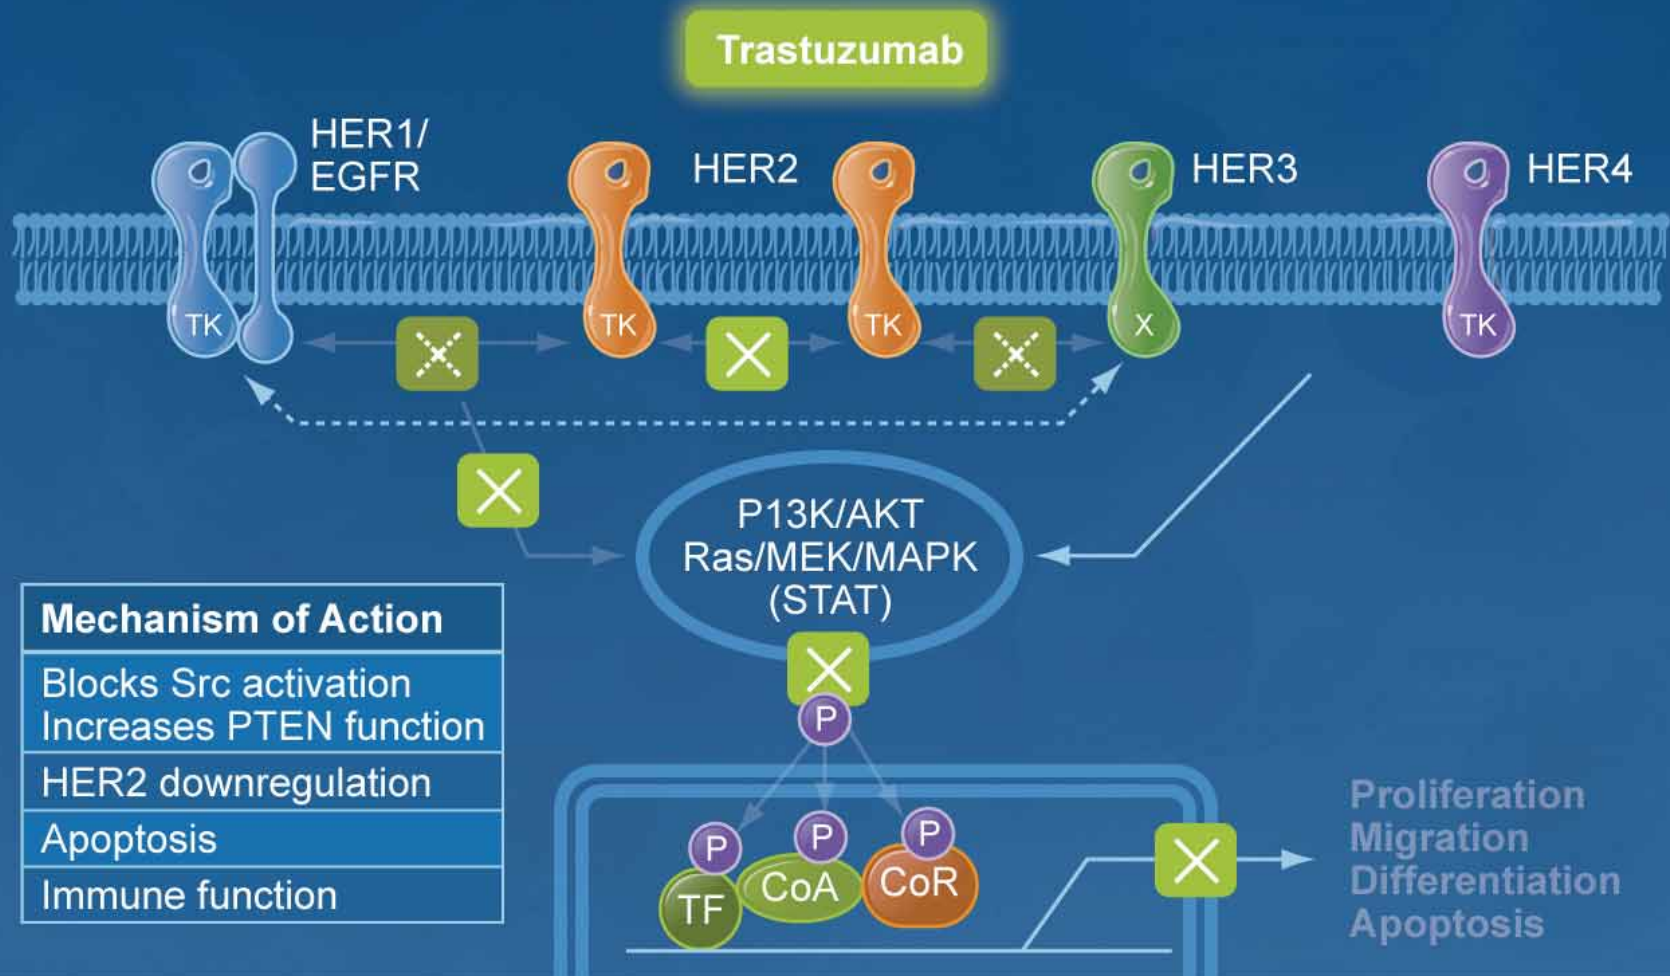 Trastuzumab
HER1/
EGFR
HER2
HER3
HER4
TK
TK
TK
X
TK
P13K/AKT
Ras/MEK/MAPK
(STAT)
Mechanism of Action
Blocks Src activation
Increases PTEN function
HER2 downregulation
Apoptosis
Immune function
P
P
P
P
TF
CoA
CoR
Proliferation
Migration
Differentiation
Apoptosis